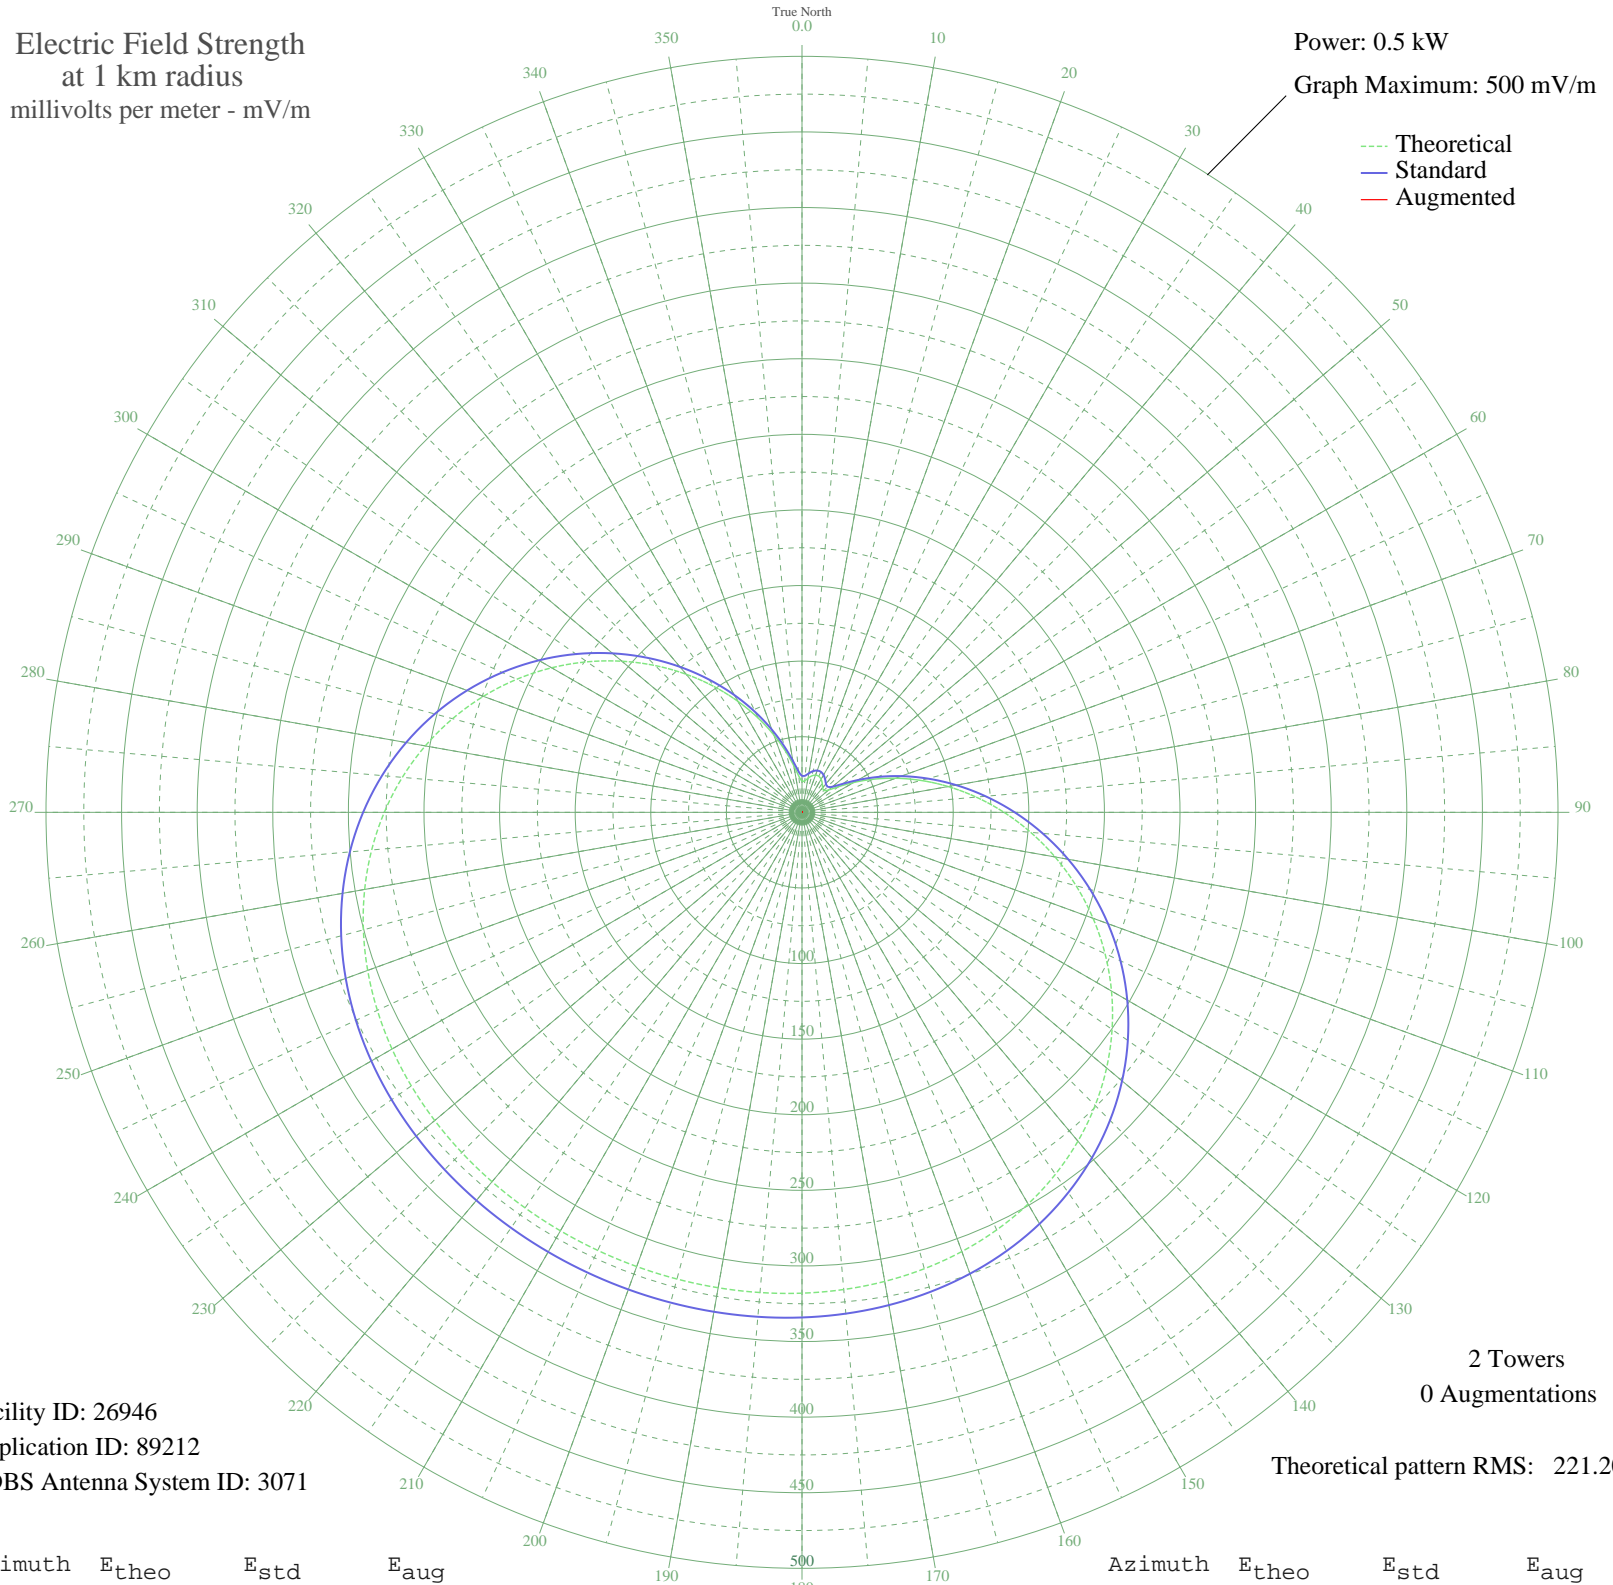 True North
0.0
Electric Field Strength
at 1 km radius
millivolts per meter - mV/m
Power: 0.5 kW
Graph Maximum: 500 mV/m
Theoretical
Standard
Augmented
10
20
30
40
50
60
70
80
90
100
110
120
130
140
150
160
170
190
200
210
220
230
240
250
260
270
280
290
300
310
320
330
340
350
100
150
200
250
300
350
400
450
500
2 Towers
0 Augmentations
Theoretical pattern RMS: 221.20
cility ID: 26946
plication ID: 89212
DBS Antenna System ID: 3071
imuth Etheo Estd Eaug
Azimuth Etheo Estd Eaug